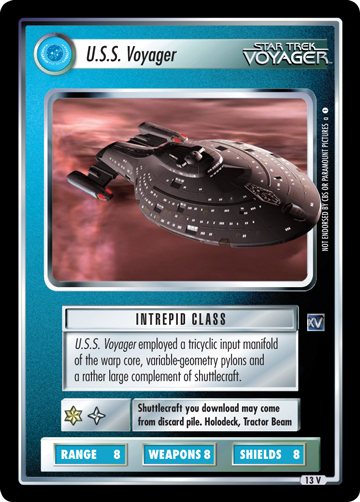 U.S.S. Voyager
STAR TREK
VOYAGER
NOT ENDORSED BY CBS OR PARAMOUNT PICTURES
INTREPID CLASS
XV
U.S.S. Voyager employed a tricyclic input manifold
of the warp core, variable-geometry pylons and
a rather large complement of shuttlecraft.
Shuttlecraft you download may come
from discard pile. Holodeck, Tractor Beam
RANGE 8
WEAPONS 8
SHIELDS 8
13 V